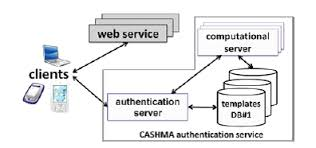 web service
computational
server
clients
authentication
server
templates
DB#1
CASHMA authentication service